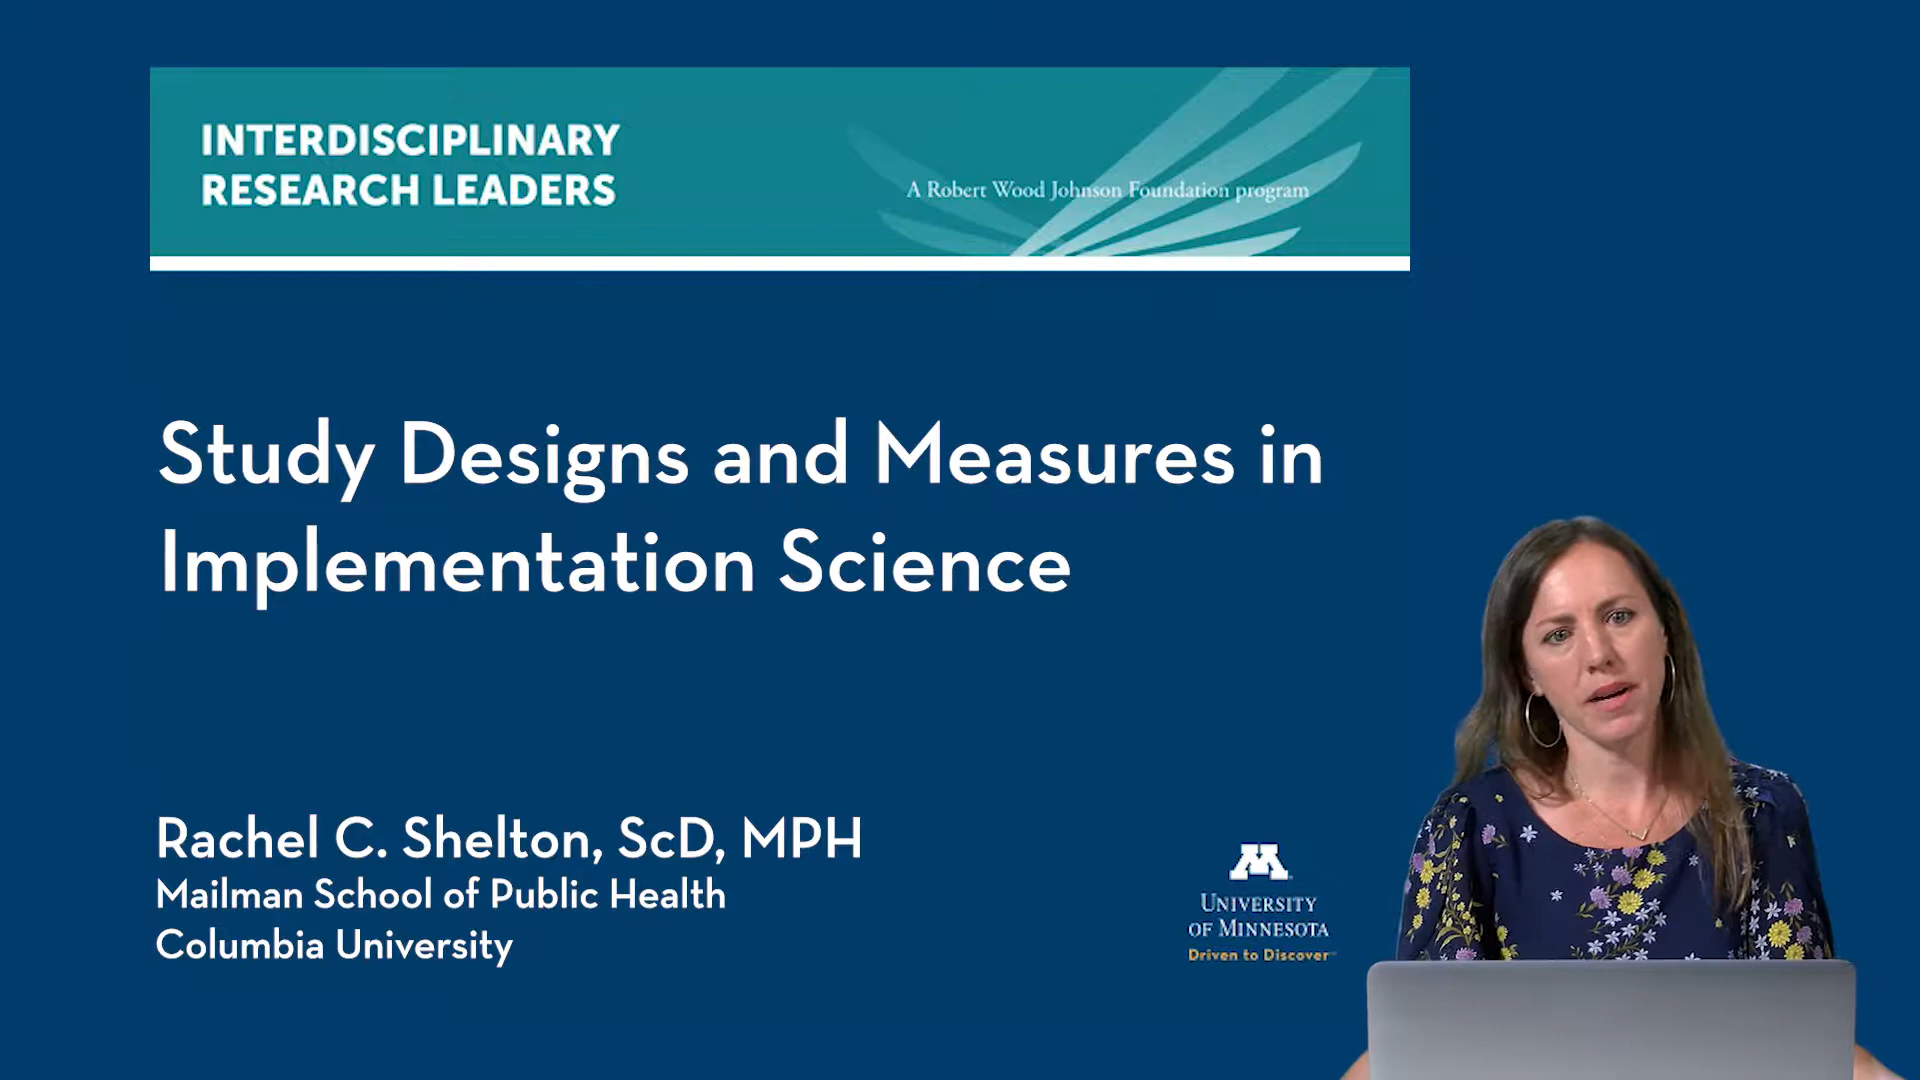 INTERDISCIPLINARY
RESEARCH LEADERS
A Robert Wood Johnson Foundation program
Study Designs and Measures in
Implementation Science
Rachel C. Shelton, ScD, MPH
Mailman School of Public Health
Columbia University
M
UNIVERSITY
OF MINNESOTA
Driven to Discover